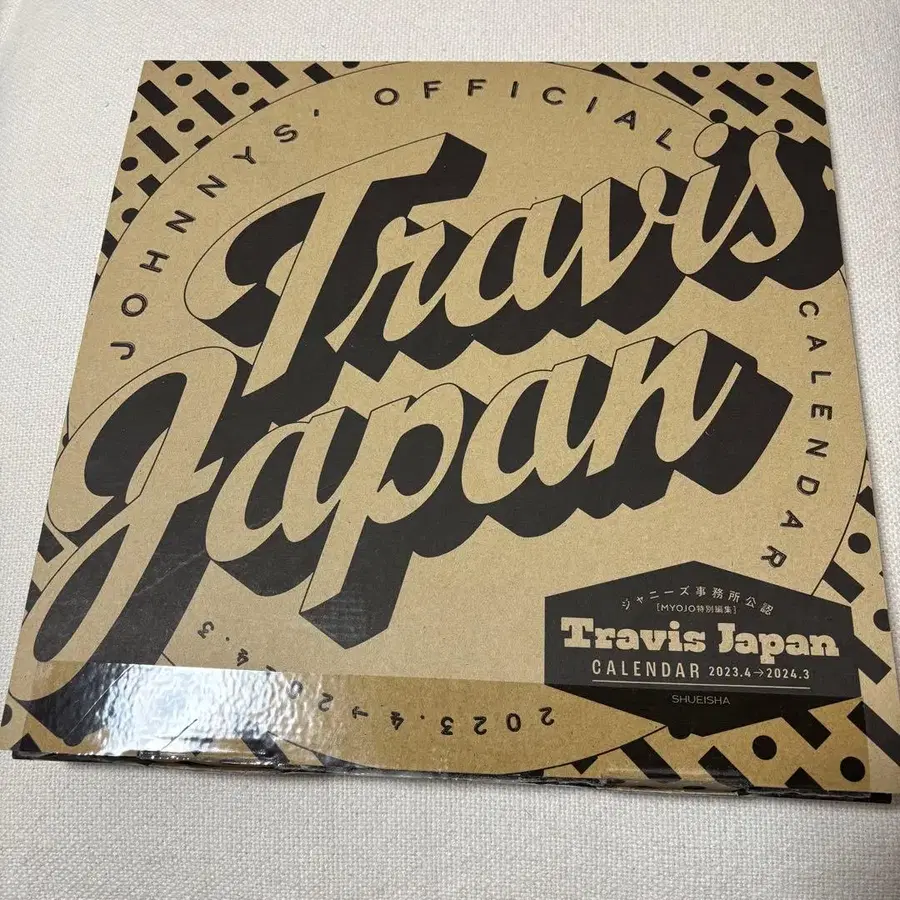 JOHNNYS' OFFICIAL CALENDAR
Travis
Japan
2023.4→2024.3
ジャニーズ事務所公認
[MYOJO特別編集]
Travis Japan
CALENDAR 2023.4→2024.3
SHUEISHA